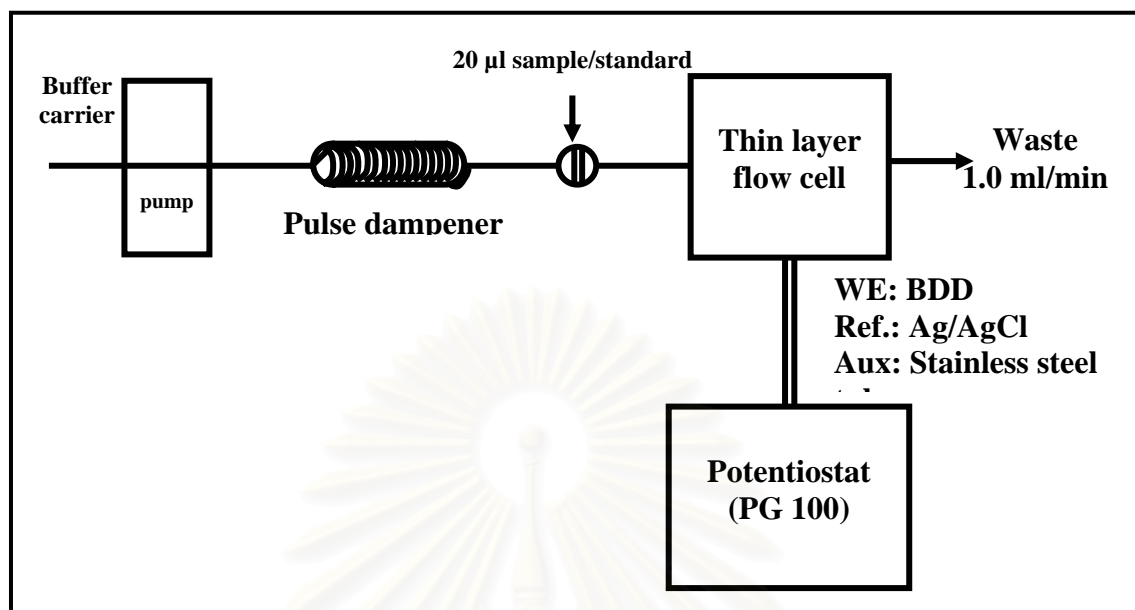 20 µl sample/standard
Buffer
carrier
pump
Pulse dampener
Thin layer
flow cell
Waste
1.0 ml/min
WE: BDD
Ref.: Ag/AgCl
Aux: Stainless steel
Potentiostat
(PG 100)